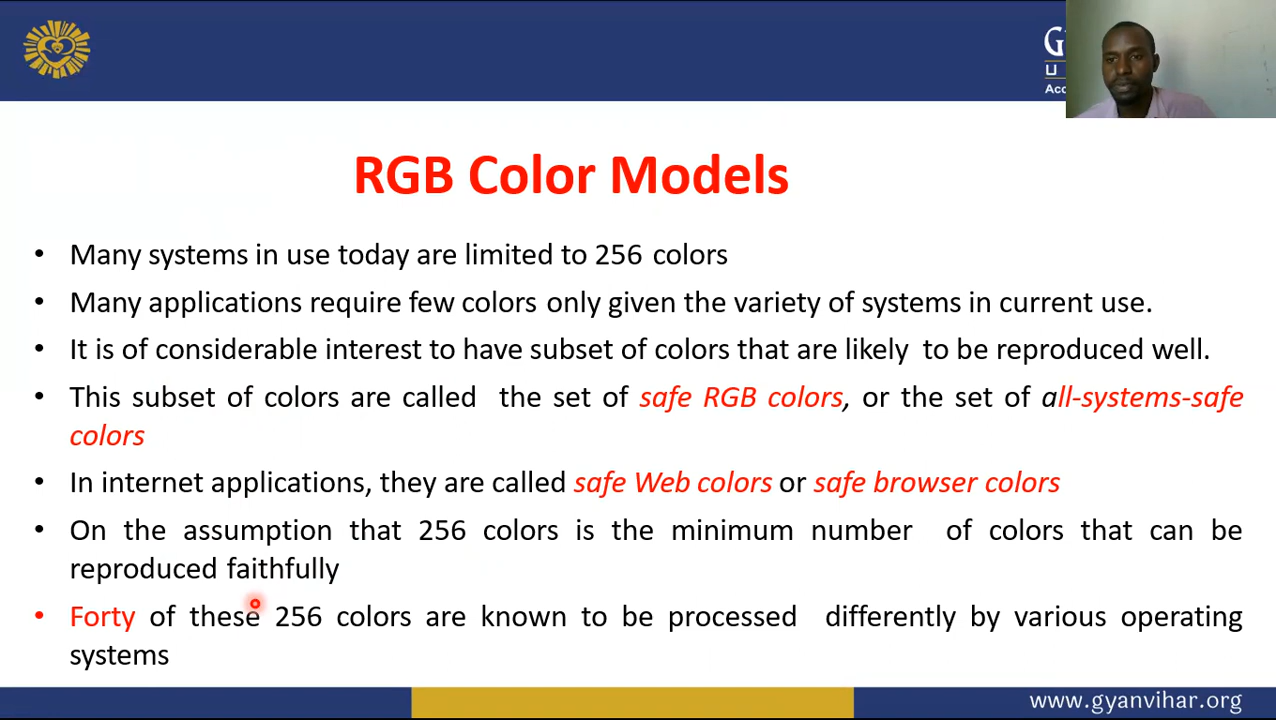 G
U
Acc
RGB Color Models
• Many systems in use today are limited to 256 colors
• Many applications require few colors only given the variety of systems in current use.
• It is of considerable interest to have subset of colors that are likely to be reproduced well.
• This subset of colors are called the set of safe RGB colors, or the set of all-systems-safe
colors
• In internet applications, they are called safe Web colors or safe browser colors
• On the assumption that 256 colors is the minimum number of colors that can be
reproduced faithfully
• Forty of these 256 colors are known to be processed differently by various operating
systems
www.gyanvihar.org